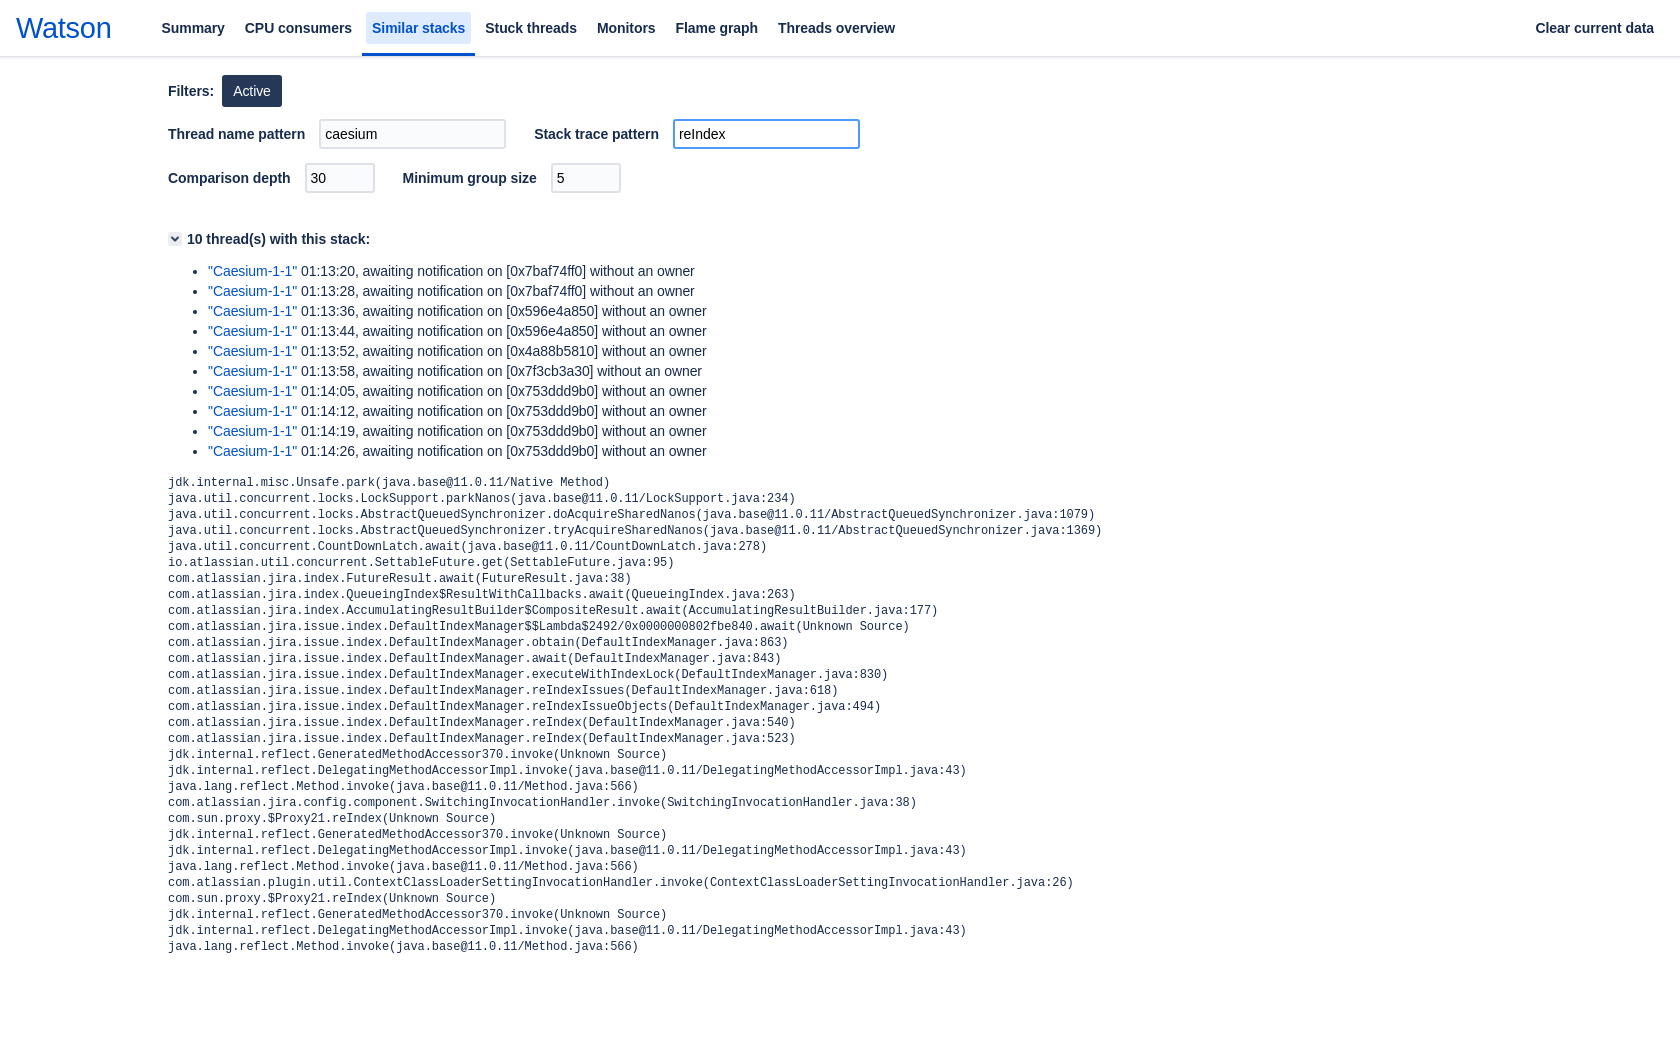 Watson
Summary CPU consumers Similar stacks Stuck threads Monitors Flame graph Threads overview Clear current data
Filters: Active
Thread name pattern caesium Stack trace pattern reIndex
Comparison depth 30 Minimum group size 5
10 thread(s) with this stack:
• "Caesium-1-1" 01:13:20, awaiting notification on [0x7baf74ff0] without an owner
• "Caesium-1-1" 01:13:28, awaiting notification on [0x7baf74ff0] without an owner
• "Caesium-1-1" 01:13:36, awaiting notification on [0x596e4a850] without an owner
• "Caesium-1-1" 01:13:44, awaiting notification on [0x596e4a850] without an owner
• "Caesium-1-1" 01:13:52, awaiting notification on [0x4a88b5810] without an owner
• "Caesium-1-1" 01:13:58, awaiting notification on [0x7f3cb3a30] without an owner
• "Caesium-1-1" 01:14:05, awaiting notification on [0x753ddd9b0] without an owner
• "Caesium-1-1" 01:14:12, awaiting notification on [0x753ddd9b0] without an owner
• "Caesium-1-1" 01:14:19, awaiting notification on [0x753ddd9b0] without an owner
• "Caesium-1-1" 01:14:26, awaiting notification on [0x753ddd9b0] without an owner
jdk.internal.misc.Unsafe.park(java.base@11.0.11/Native Method)
java.util.concurrent.locks.LockSupport.parkNanos(java.base@11.0.11/LockSupport.java:234)
java.util.concurrent.locks.AbstractQueuedSynchronizer.doAcquireSharedNanos(java.base@11.0.11/AbstractQueuedSynchronizer.java:1079)
java.util.concurrent.locks.AbstractQueuedSynchronizer.tryAcquireSharedNanos(java.base@11.0.11/AbstractQueuedSynchronizer.java:1369)
java.util.concurrent.CountDownLatch.await(java.base@11.0.11/CountDownLatch.java:278)
io.atlassian.util.concurrent.SettableFuture.get(SettableFuture.java:95)
com.atlassian.jira.index.FutureResult.await(FutureResult.java:38)
com.atlassian.jira.index.QueueingIndex$ResultWithCallbacks.await(QueueingIndex.java:263)
com.atlassian.jira.index.AccumulatingResultBuilder$CompositeResult.await(AccumulatingResultBuilder.java:177)
com.atlassian.jira.issue.index.DefaultIndexManager$$Lambda$2492/0x0000000802fbe840.await(Unknown Source)
com.atlassian.jira.issue.index.DefaultIndexManager.obtain(DefaultIndexManager.java:863)
com.atlassian.jira.issue.index.DefaultIndexManager.await(DefaultIndexManager.java:843)
com.atlassian.jira.issue.index.DefaultIndexManager.executeWithIndexLock(DefaultIndexManager.java:830)
com.atlassian.jira.issue.index.DefaultIndexManager.reIndexIssues(DefaultIndexManager.java:618)
com.atlassian.jira.issue.index.DefaultIndexManager.reIndexIssueObjects(DefaultIndexManager.java:494)
com.atlassian.jira.issue.index.DefaultIndexManager.reIndex(DefaultIndexManager.java:540)
com.atlassian.jira.issue.index.DefaultIndexManager.reIndex(DefaultIndexManager.java:523)
jdk.internal.reflect.GeneratedMethodAccessor370.invoke(Unknown Source)
jdk.internal.reflect.DelegatingMethodAccessorImpl.invoke(java.base@11.0.11/DelegatingMethodAccessorImpl.java:43)
java.lang.reflect.Method.invoke(java.base@11.0.11/Method.java:566)
com.atlassian.jira.config.component.SwitchingInvocationHandler.invoke(SwitchingInvocationHandler.java:38)
com.sun.proxy.$Proxy21.reIndex(Unknown Source)
jdk.internal.reflect.GeneratedMethodAccessor370.invoke(Unknown Source)
jdk.internal.reflect.DelegatingMethodAccessorImpl.invoke(java.base@11.0.11/DelegatingMethodAccessorImpl.java:43)
java.lang.reflect.Method.invoke(java.base@11.0.11/Method.java:566)
com.atlassian.plugin.util.ContextClassLoaderSettingInvocationHandler.invoke(ContextClassLoaderSettingInvocationHandler.java:26)
com.sun.proxy.$Proxy21.reIndex(Unknown Source)
jdk.internal.reflect.GeneratedMethodAccessor370.invoke(Unknown Source)
jdk.internal.reflect.DelegatingMethodAccessorImpl.invoke(java.base@11.0.11/DelegatingMethodAccessorImpl.java:43)
java.lang.reflect.Method.invoke(java.base@11.0.11/Method.java:566)